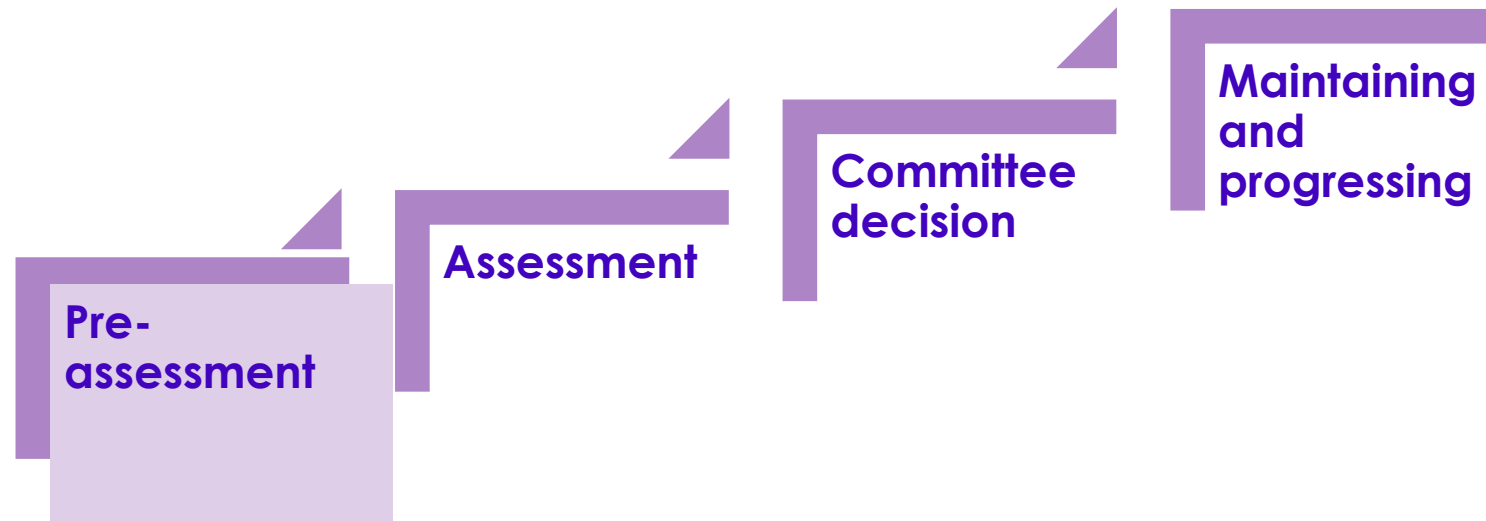 Pre-
assessment
Assessment
Committee
decision
Maintaining
and
progressing